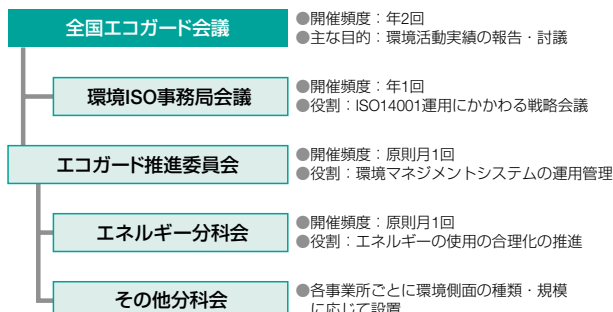 全国エコガード会議
●開催頻度：年2回
●主な目的：環境活動実績の報告・討議
環境ISO事務局会議
●開催頻度：年1回
●役割：ISO14001運用にかかわる戦略会議
エコガード推進委員会
●開催頻度：原則月1回
●役割：環境マネジメントシステムの運用管理
エネルギー分科会
●開催頻度：原則月1回
●役割：エネルギーの使用の合理化の推進
その他分科会
●各事業所ごとに環境側面の種類・規模
に応じて設置